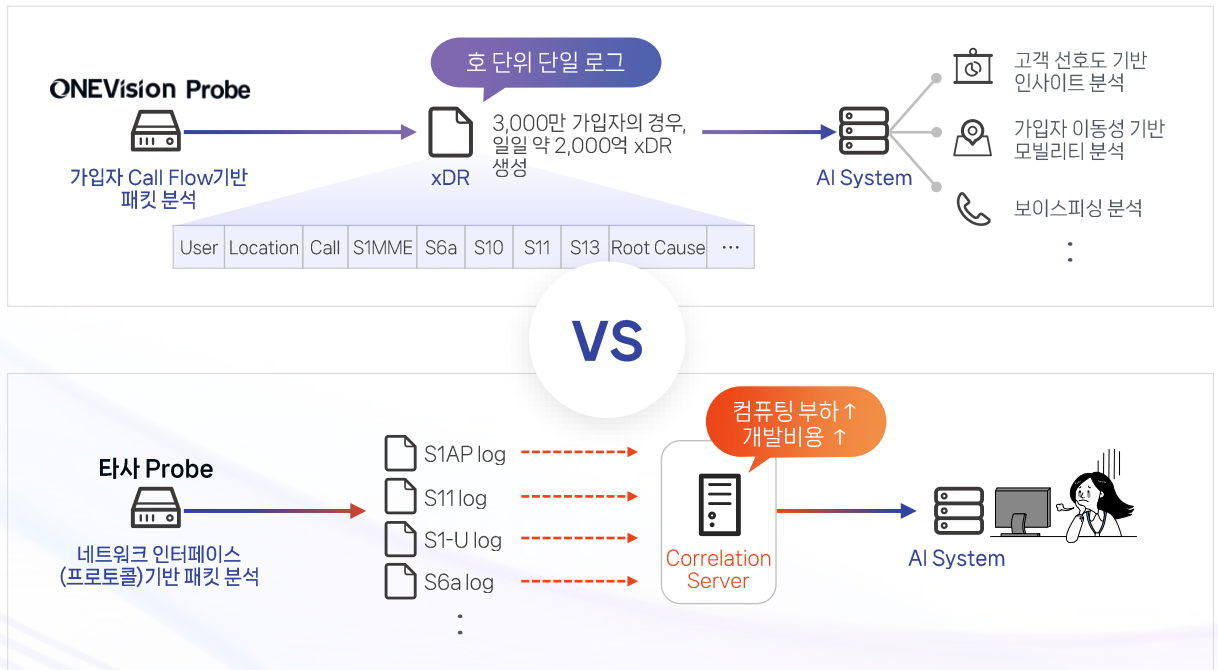 호 단위 단일 로그
ONEVision Probe
가입자 Call Flow기반
패킷 분석
xDR
3,000만 가입자의 경우,
일일 약 2,000억 xDR
생성
AI System
고객 선호도 기반
인사이트 분석
가입자 이동성 기반
모빌리티 분석
보이스피싱 분석
:
User Location Call S1MME S6a S10 S11 S13 Root Cause ···
VS
타사 Probe
네트워크 인터페이스
(프로토콜)기반 패킷 분석
S1AP log
S11 log
S1-U log
S6a log
:
컴퓨팅 부하↑
개발비용 ↑
Correlation
Server
AI System